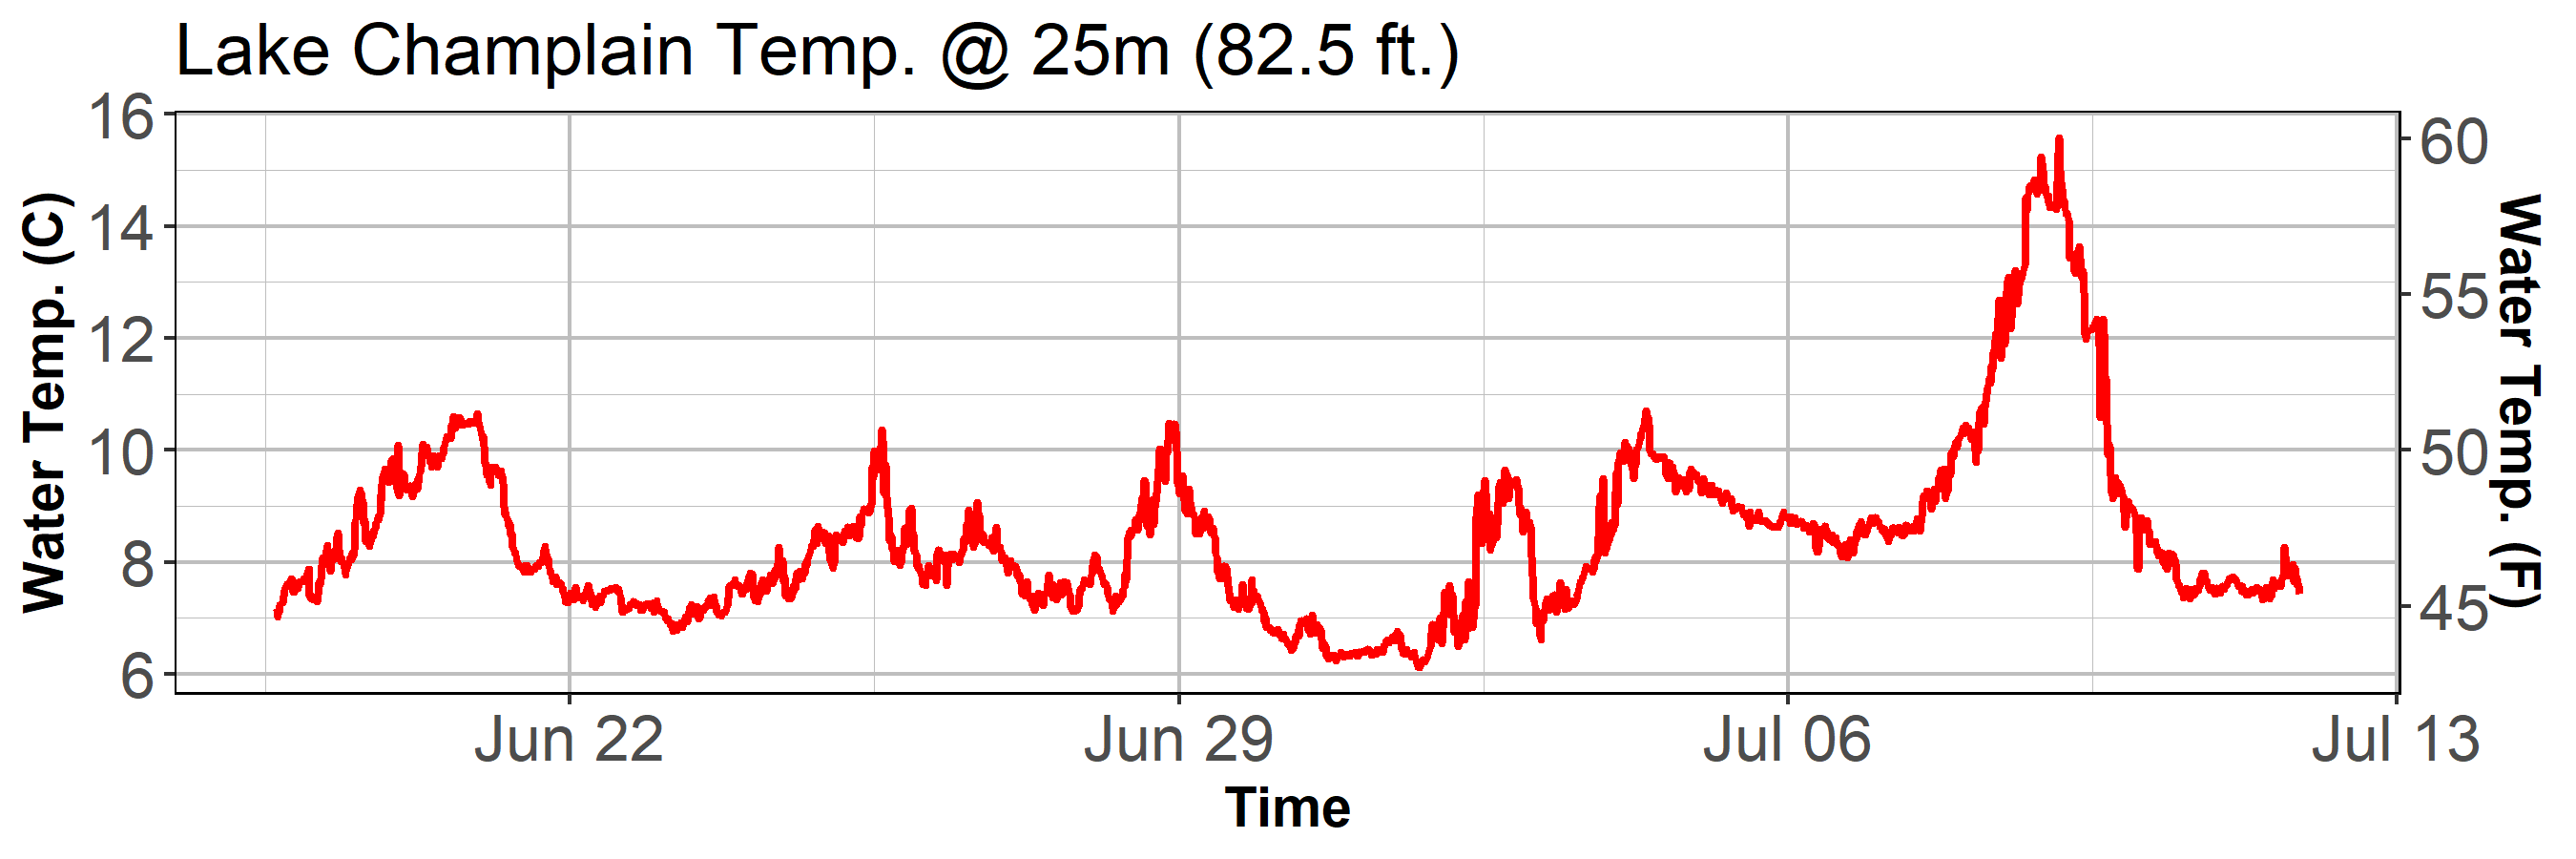 Lake Champlain Temp. @ 25m (82.5 ft.)
Water Temp. (C)
16
14
12
10
8
6
60
55
50
45
Water Temp. (F)
Jun 22 Jun 29 Jul 06 Jul 13
Time